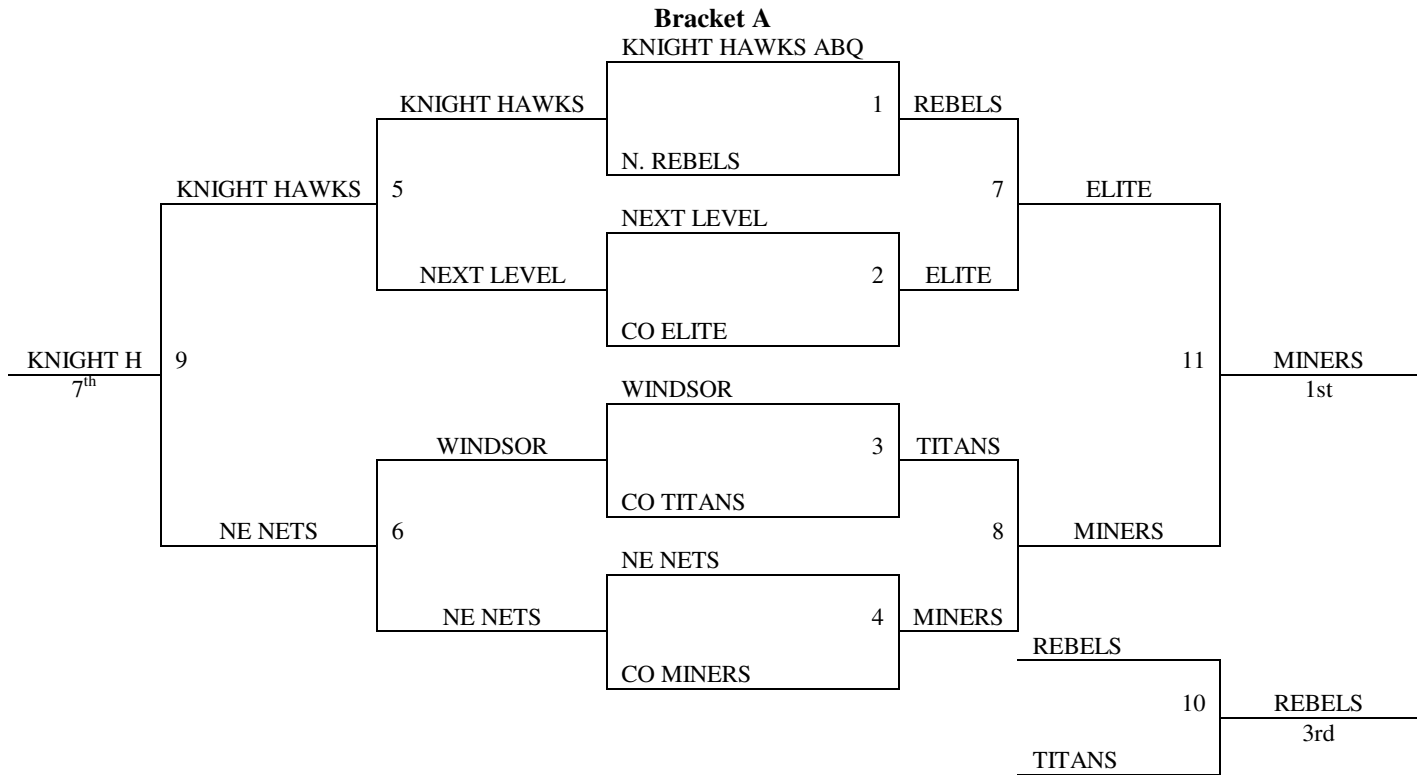 Bracket A
KNIGHT HAWKS ABQ
KNIGHT HAWKS
1
REBELS
N. REBELS
KNIGHT HAWKS
5
7
ELITE
NEXT LEVEL
NEXT LEVEL
2
ELITE
CO ELITE
KNIGHT H
9
11
MINERS
7th
1st
WINDSOR
WINDSOR
3
TITANS
CO TITANS
NE NETS
6
8
MINERS
NE NETS
NE NETS
4
MINERS
REBELS
CO MINERS
10
REBELS
3rd
TITANS